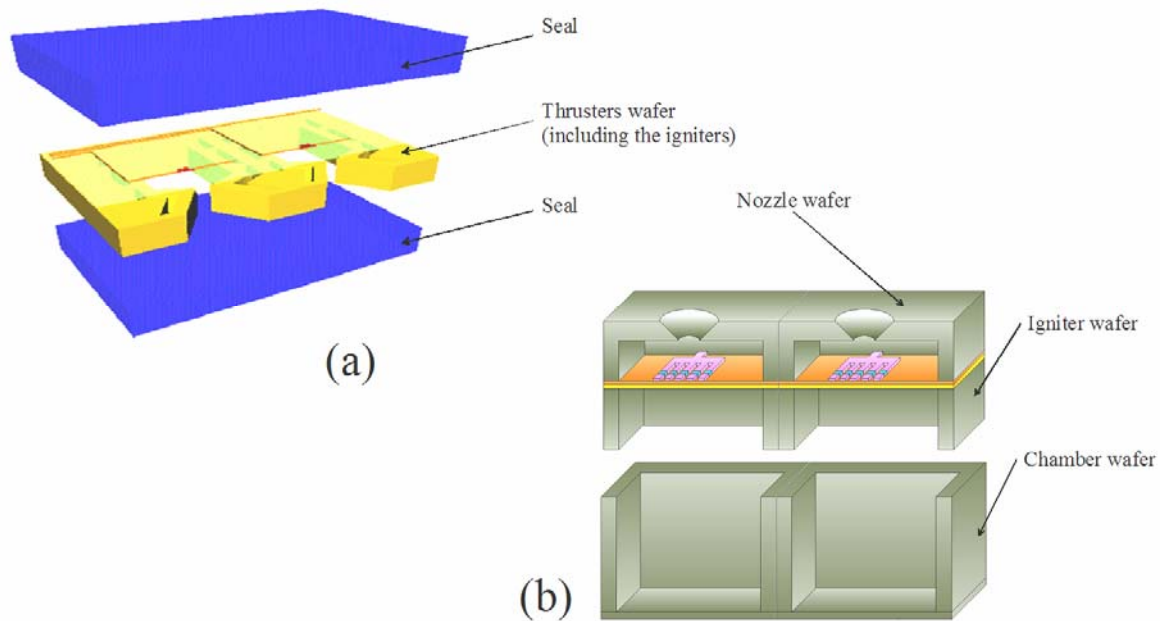 Seal
Thrusters wafer
(including the igniters)
Seal
(a)
Nozzle wafer
Igniter wafer
Chamber wafer
(b)